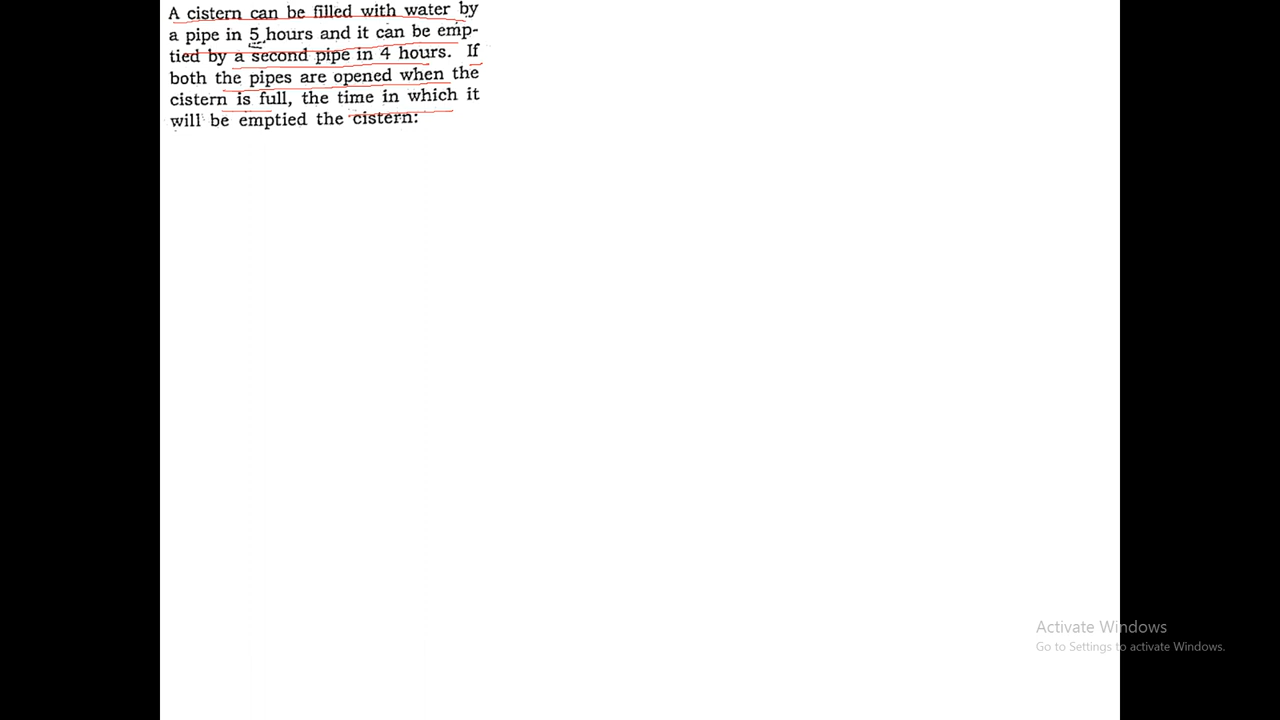 A cistern can be filled with water by
a pipe in 5 hours and it can be emp-
tied by a second pipe in 4 hours. If
both the pipes are opened when the
cistern is full, the time in which it
will be emptied the cistern:
Activate Windows
Go to Settings to activate Windows.